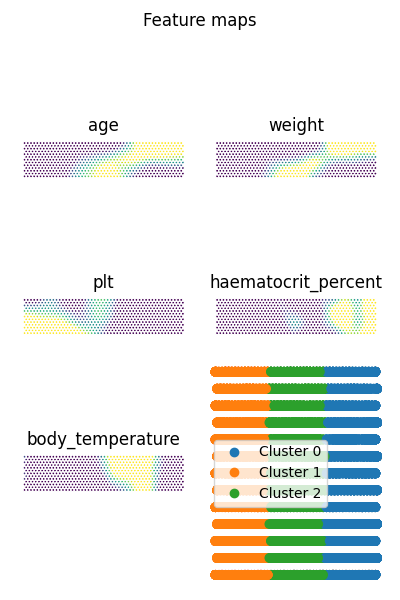 Feature maps
age
weight
plt
haematocrit_percent
body_temperature
Cluster 0
Cluster 1
Cluster 2